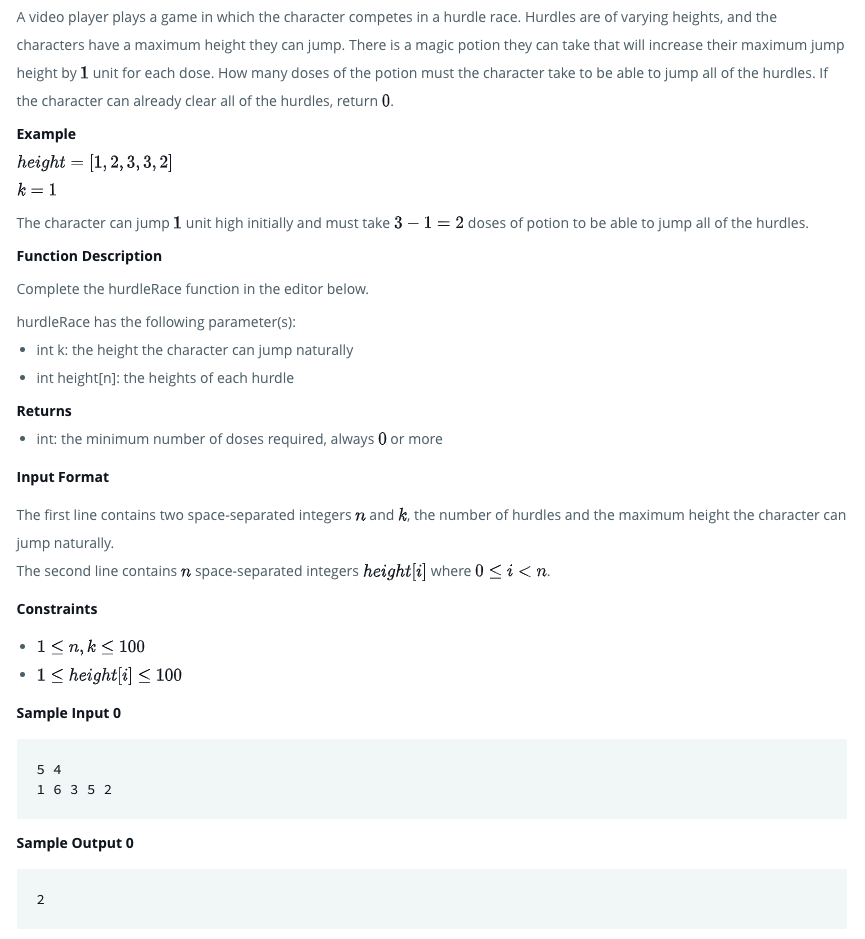 A video player plays a game in which the character competes in a hurdle race. Hurdles are of varying heights, and the
characters have a maximum height they can jump. There is a magic potion they can take that will increase their maximum jump
height by 1 unit for each dose. How many doses of the potion must the character take to be able to jump all of the hurdles. If
the character can already clear all of the hurdles, return 0.
Example
height = [1, 2, 3, 3, 2]
k = 1
The character can jump 1 unit high initially and must take 3 − 1 = 2 doses of potion to be able to jump all of the hurdles.
Function Description
Complete the hurdleRace function in the editor below.
hurdleRace has the following parameter(s):
• int k: the height the character can jump naturally
• int height[n]: the heights of each hurdle
Returns
• int: the minimum number of doses required, always 0 or more
Input Format
The first line contains two space-separated integers n and k, the number of hurdles and the maximum height the character can
jump naturally.
The second line contains n space-separated integers height[i] where 0 ≤ i < n.
Constraints
• 1 ≤ n, k ≤ 100
• 1 ≤ height[i] ≤ 100
Sample Input 0
5 4
1 6 3 5 2
Sample Output 0
2